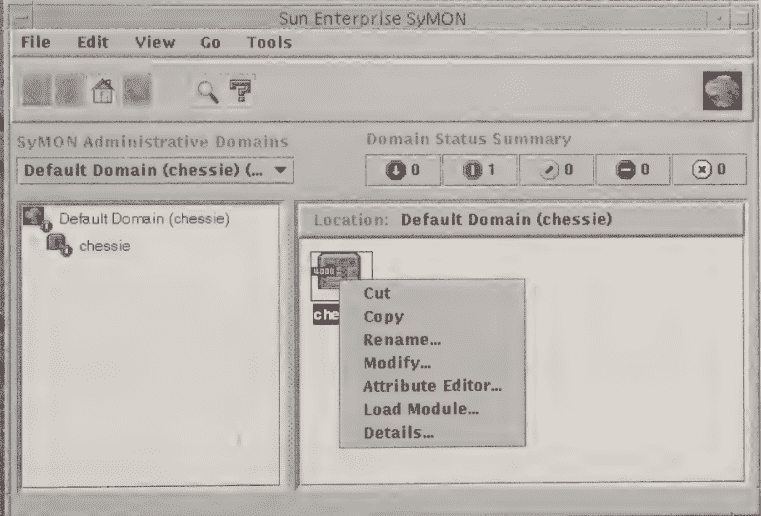 Sun Enterprise SyMON
File Edit View Go Tools
SyMON Administrative Domains
Domain Status Summary
Default Domain (chessie) (...
0 1 0 0 0
Default Domain (chessie)
chessie
Location: Default Domain (chessie)
4000
che
Cut
Copy
Rename...
Modify...
Attribute Editor...
Load Module...
Details...